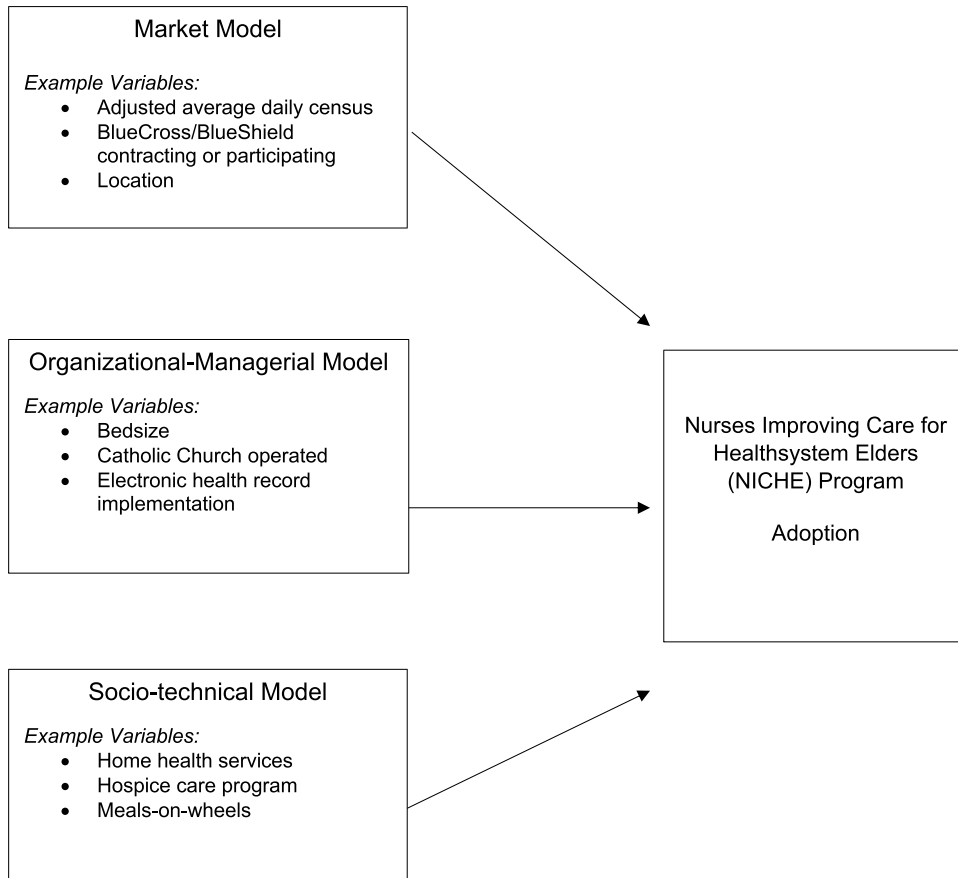 Market Model
Example Variables:
• Adjusted average daily census
• BlueCross/BlueShield
contracting or participating
• Location
Organizational-Managerial Model
Example Variables:
• Bedsize
• Catholic Church operated
• Electronic health record
implementation
Nurses Improving Care for
Healthsystem Elders
(NICHE) Program
Adoption
Socio-technical Model
Example Variables:
• Home health services
• Hospice care program
• Meals-on-wheels